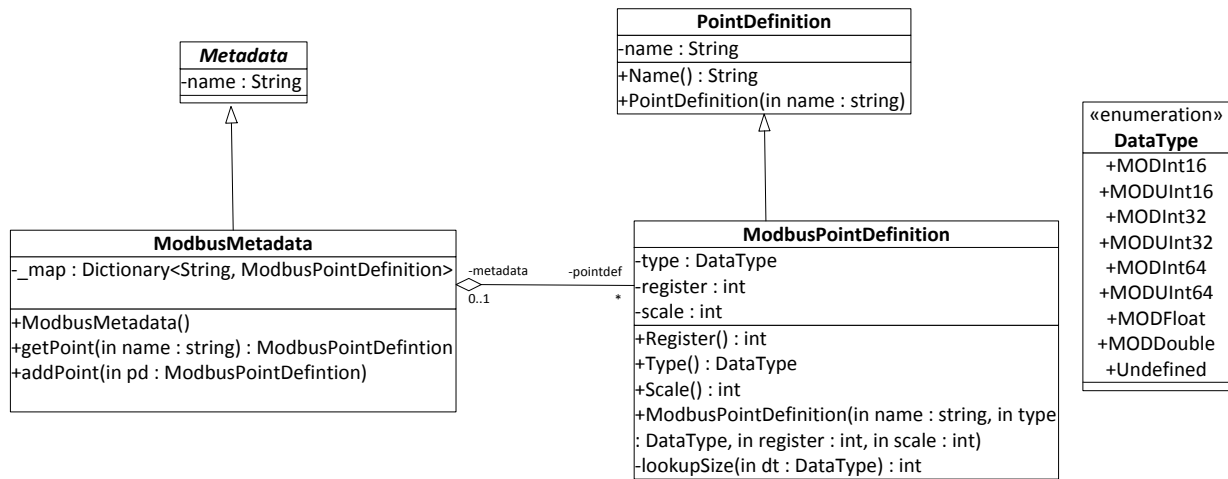 Metadata
-name : String
PointDefinition
-name : String
+Name() : String
+PointDefinition(in name : string)
«enumeration»
DataType
+MODInt16
+MODUInt16
+MODInt32
+MODUInt32
+MODInt64
+MODUInt64
+MODFloat
+MODDouble
+Undefined
ModbusMetadata
-_map : Dictionary<String, ModbusPointDefinition>
+ModbusMetadata()
+getPoint(in name : string) : ModbusPointDefintion
+addPoint(in pd : ModbusPointDefintion)
-metadata
0..1
-pointdef
*
ModbusPointDefinition
-type : DataType
-register : int
-scale : int
+Register() : int
+Type() : DataType
+Scale() : int
+ModbusPointDefinition(in name : string, in type
: DataType, in register : int, in scale : int)
-lookupSize(in dt : DataType) : int